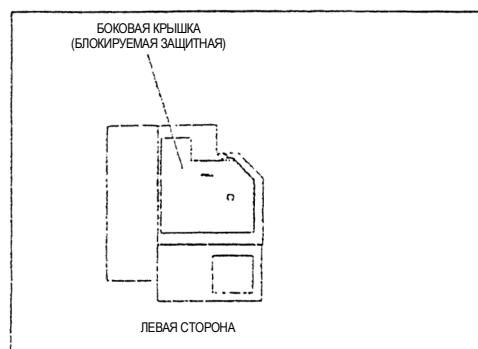 БОКОВАЯ КРЫШКА
(БЛОКИРУЕМАЯ ЗАЩИТНАЯ)
ЛЕВАЯ СТОРОНА